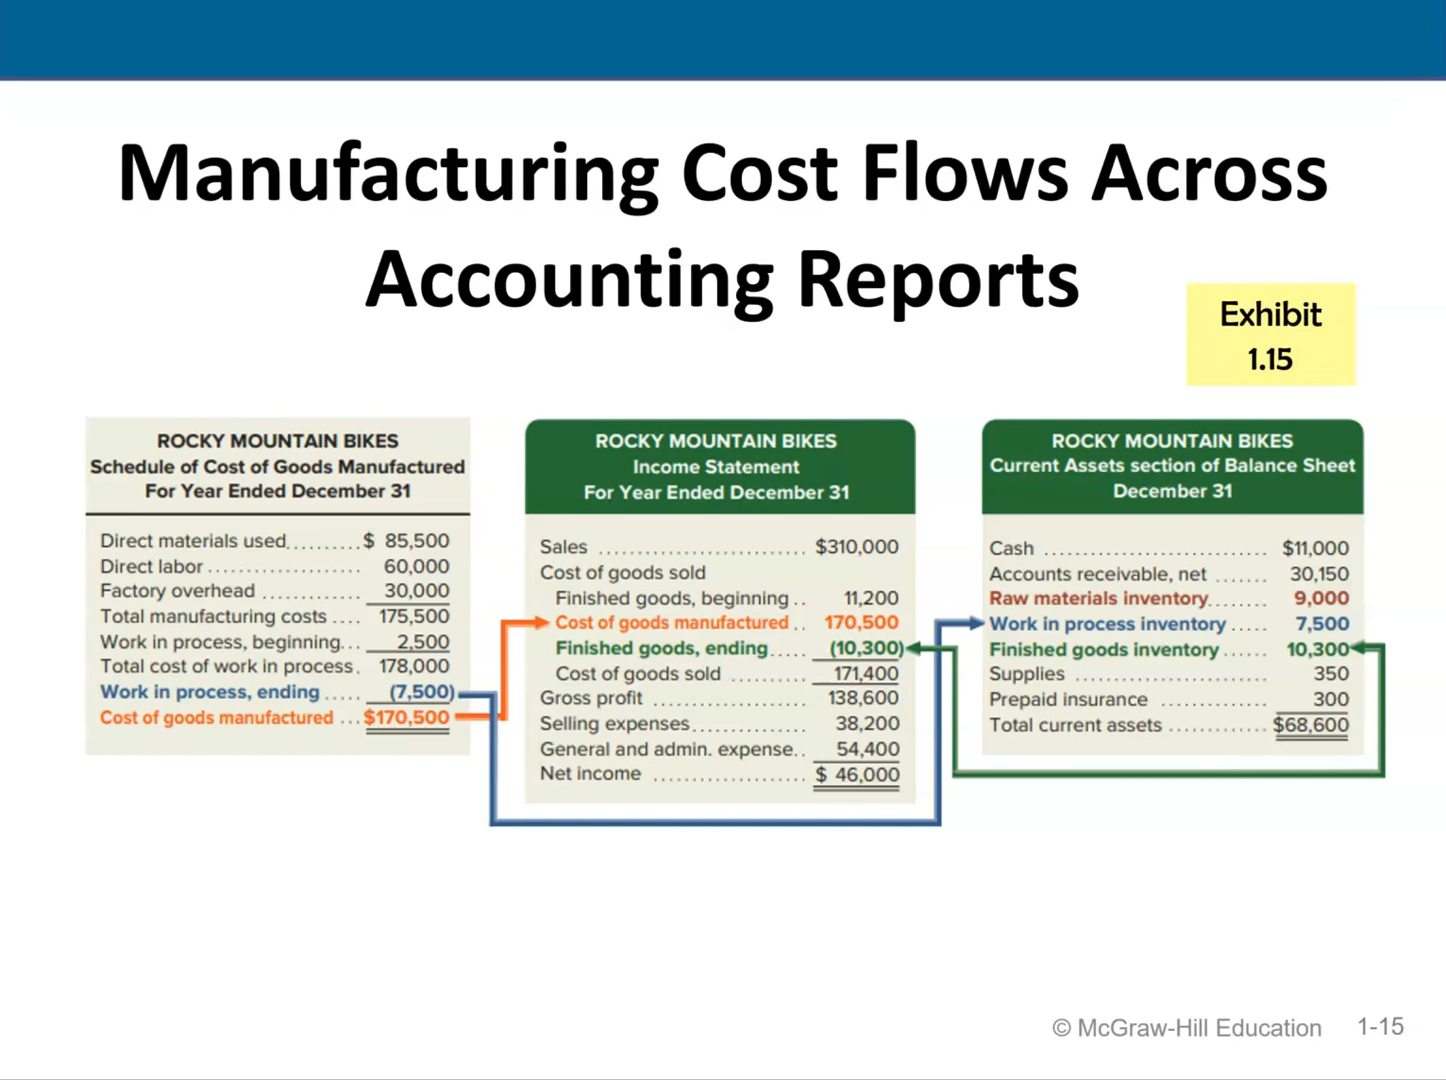 Manufacturing Cost Flows Across
Accounting Reports
Exhibit
1.15
ROCKY MOUNTAIN BIKES
Schedule of Cost of Goods Manufactured
For Year Ended December 31
Direct materials used.......... $ 85,500
Direct labor .................... 60,000
Factory overhead ............. 30,000
Total manufacturing costs .... 175,500
Work in process, beginning... 2,500
Total cost of work in process. 178,000
Work in process, ending ..... (7,500)
Cost of goods manufactured ... $170,500
ROCKY MOUNTAIN BIKES
Income Statement
For Year Ended December 31
Sales ........................... $310,000
Cost of goods sold
Finished goods, beginning .. 11,200
Cost of goods manufactured .. 170,500
Finished goods, ending..... (10,300)
Cost of goods sold .......... 171,400
Gross profit .................... 138,600
Selling expenses............... 38,200
General and admin. expense.. 54,400
Net income .................... $ 46,000
ROCKY MOUNTAIN BIKES
Current Assets section of Balance Sheet
December 31
Cash ............................. $11,000
Accounts receivable, net ....... 30,150
Raw materials inventory........ 9,000
Work in process inventory ..... 7,500
Finished goods inventory ...... 10,300
Supplies ......................... 350
Prepaid insurance .............. 300
Total current assets ............. $68,600
© McGraw-Hill Education 1-15